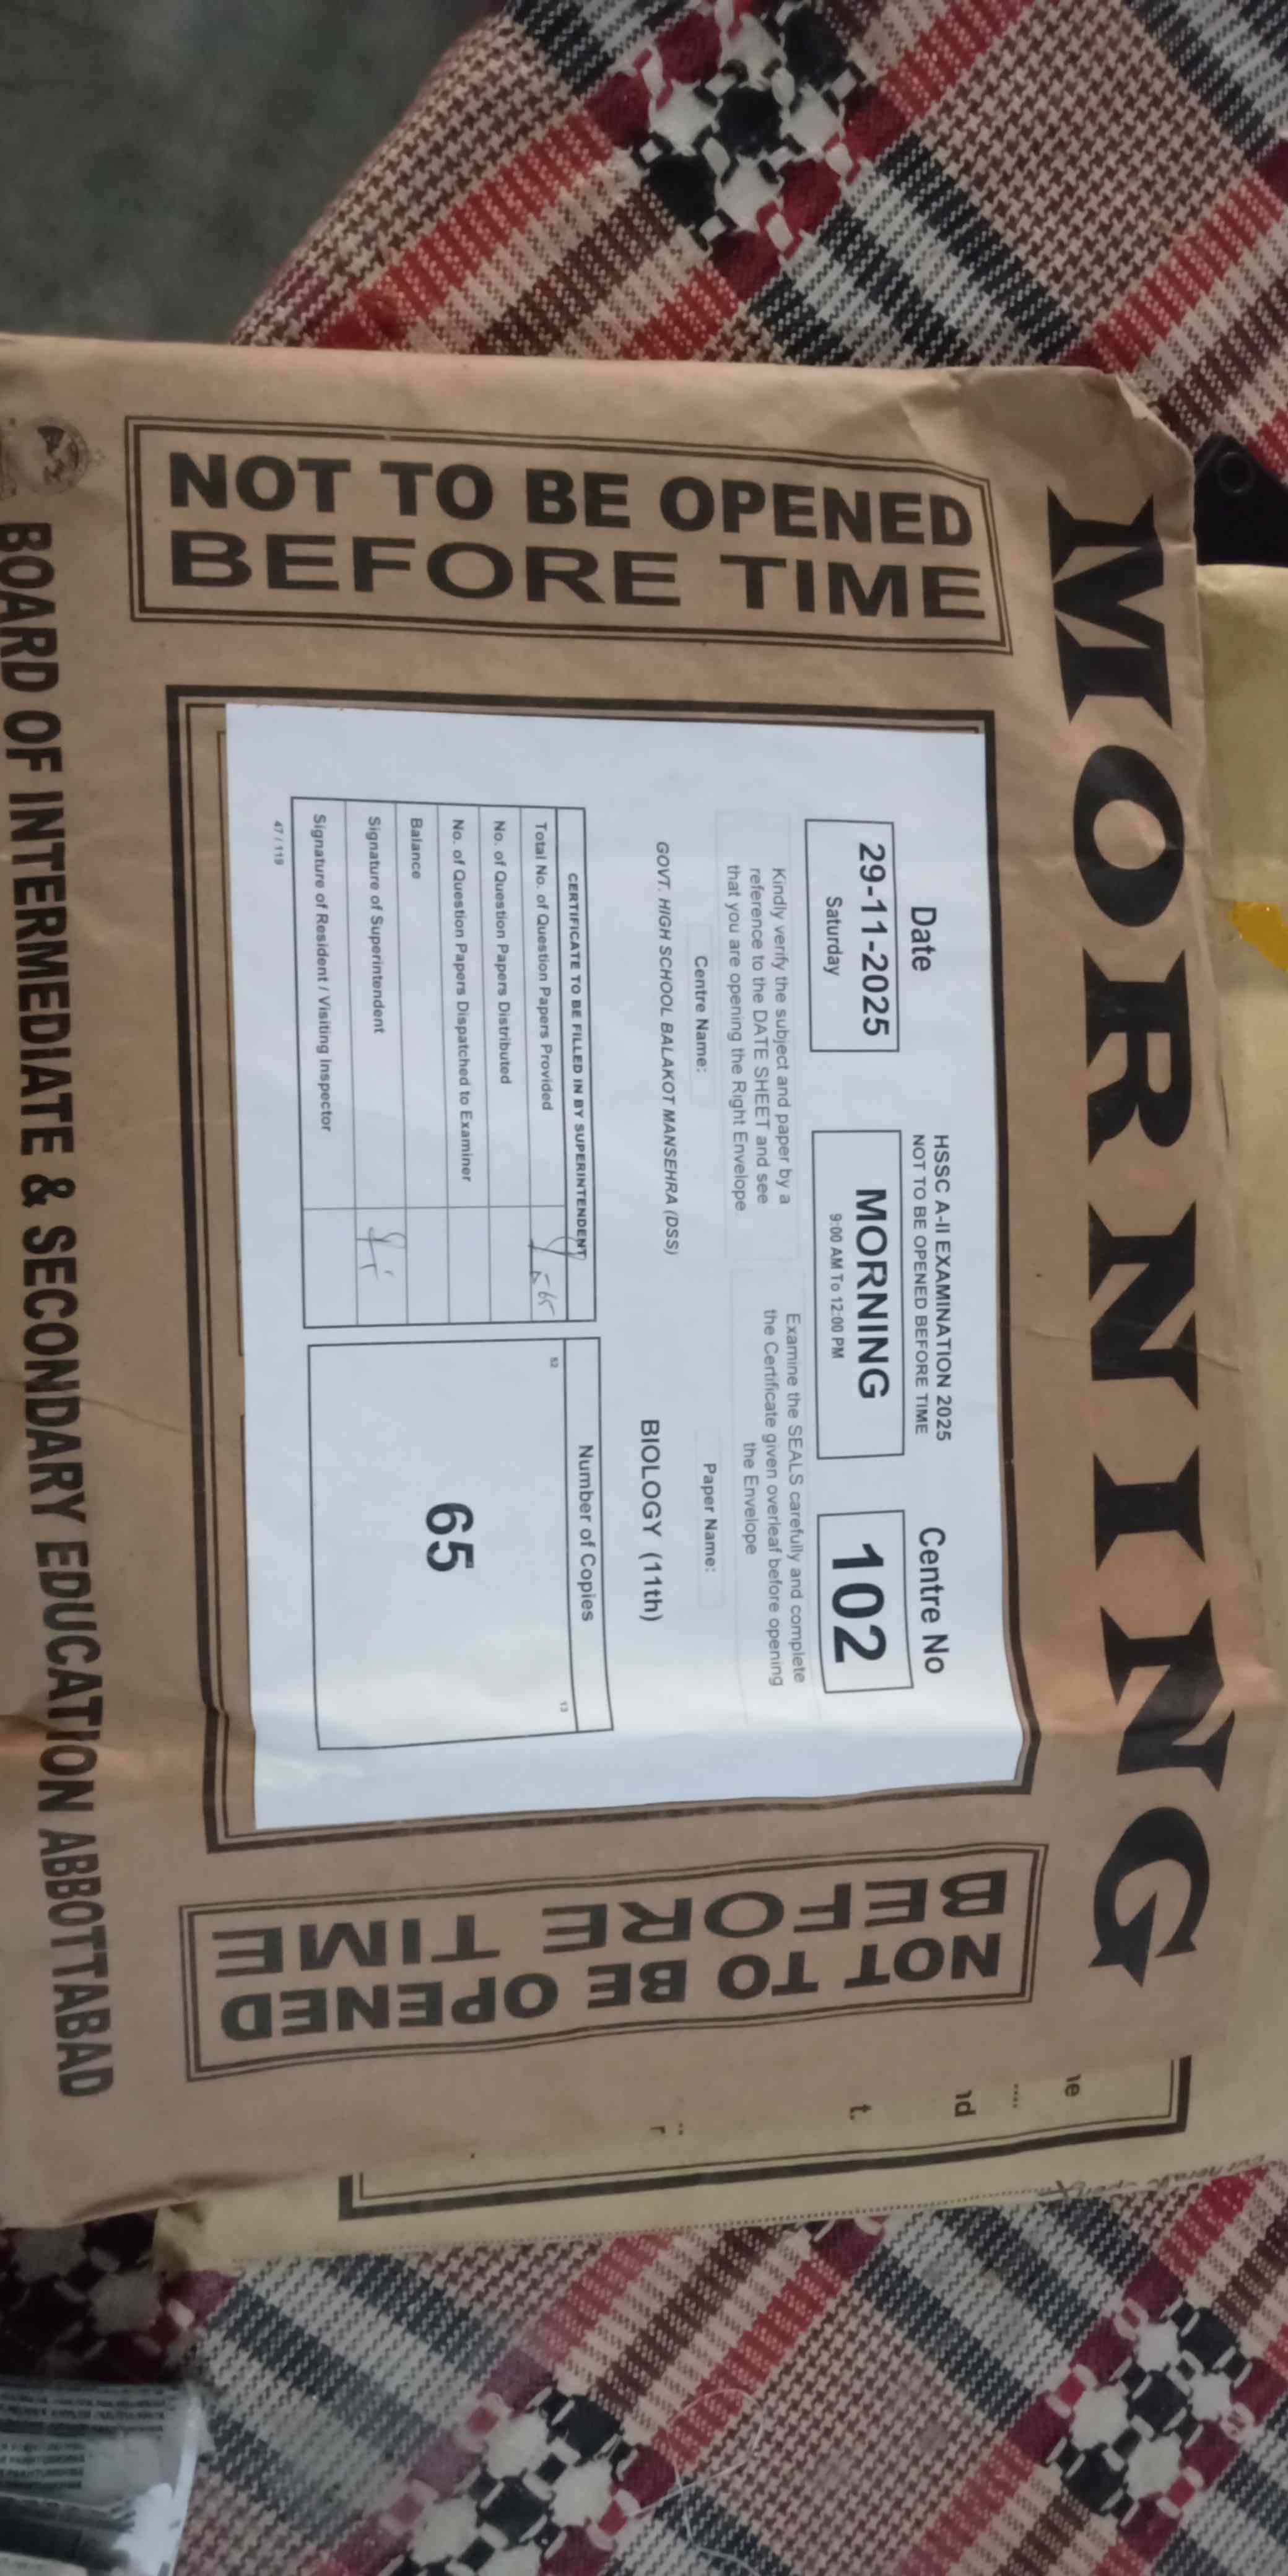 MORNING
NOT TO BE OPENED
BEFORE TIME
Date
29-11-2025
Saturday
HSSC A-II EXAMINATION 2025
NOT TO BE OPENED BEFORE TIME
MORNING
9:00 AM To 12:00 PM
Centre No
102
Kindly verify the subject and paper by a
reference to the DATE SHEET and see
that you are opening the Right Envelope.
Examine the SEALS carefully and complete
the Certificate given overleaf before opening
the Envelope
Centre Name:
GOVT. HIGH SCHOOL BALAKOT MANSEHRA (DSS)
Paper Name:
BIOLOGY (11th)
CERTIFICATE TO BE FILLED IN BY SUPERINTENDENT
Total No. of Question Papers Provided
65
No. of Question Papers Distributed
No. of Question Papers Dispatched to Examiner
Balance
Signature of Superintendent
Signature of Resident / Visiting Inspector
47 / 119
Number of Copies
52
13
65
NOT TO BE OPENED
BEFORE TIME
BOARD OF INTERMEDIATE & SECONDARY EDUCATION ABBOTTABAD